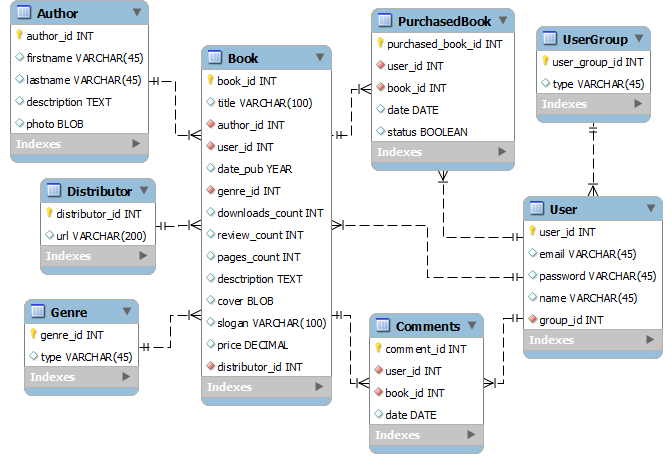 Author
author_id INT
firstname VARCHAR(45)
lastname VARCHAR(45)
desctription TEXT
photo BLOB
Indexes
Distributor
distributor_id INT
url VARCHAR(200)
Indexes
Genre
genre_id INT
type VARCHAR(45)
Indexes
Book
book_id INT
title VARCHAR(100)
author_id INT
user_id INT
date_pub YEAR
genre_id INT
downloads_count INT
review_count INT
pages_count INT
desctription TEXT
cover BLOB
slogan VARCHAR(100)
price DECIMAL
distributor_id INT
Indexes
PurchasedBook
purchased_book_id INT
user_id INT
book_id INT
date DATE
status BOOLEAN
Indexes
Comments
comment_id INT
user_id INT
book_id INT
date DATE
Indexes
UserGroup
user_group_id INT
type VARCHAR(45)
Indexes
User
user_id INT
email VARCHAR(45)
password VARCHAR(45)
name VARCHAR(45)
group_id INT
Indexes